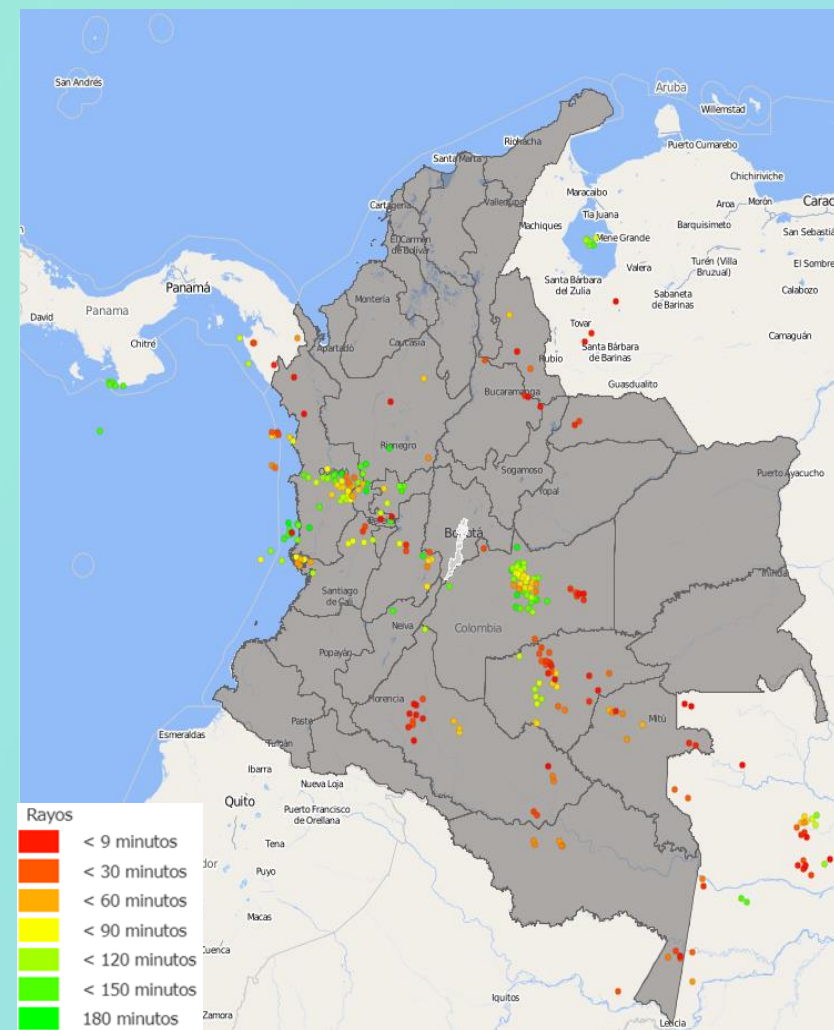 San Andrés
Aruba
Willemstad
Riohacha
Puerto Cumarebo
Santa Marta
Chichiriviche
Maracaibo
Cartagena
Valledupar
Aroa
Morón
Carac
Tía Juana
Machiques
Barquisimeto
San Sebastiá
El Carmen
de Bolívar
Mene Grande
Turén (Villa
Bruzual)
El Sombre
Valera
Panamá
Santa Bárbara
del Zulia
Calabozo
Sabaneta
de Barinas
Montería
Panama
David
Tovar
Camaguán
Chitré
Apartadó
Caucasia
Santa Bárbara
de Barinas
Rubio
Guasdualito
Bucaramanga
Rionegro
Sogamoso
Puerto Ayacucho
Yopal
Bogotá
Inírida
Santiago
de Cali
Neiva
Colombia
Popayán
Florencia
Mitú
Pasto
Esmeraldas
Tulcán
Ibarra
Nueva Loja
Quito
Puerto Francisco
de Orellana
Tena
Puyo
Macas
Cuenca
Zamora
Iquitos
Leticia
Rayos
< 9 minutos
< 30 minutos
< 60 minutos
< 90 minutos
< 120 minutos
< 150 minutos
180 minutos